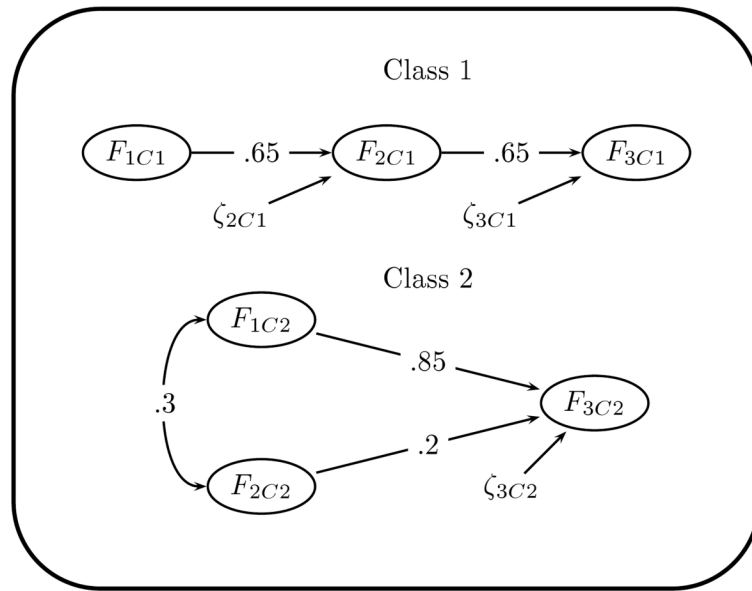 Class 1
F1C1 .65 F2C1 .65 F3C1
ζ2C1 ζ3C1
Class 2
F1C2
.85
.3 F3C2
.2
F2C2 ζ3C2